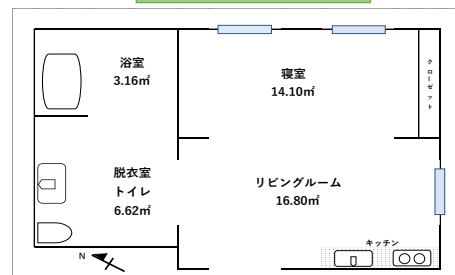 浴室
3.16㎡
寝室
14.10㎡
クローゼット
脱衣室
トイレ
6.62㎡
リビングルーム
16.80㎡
キッチン
N